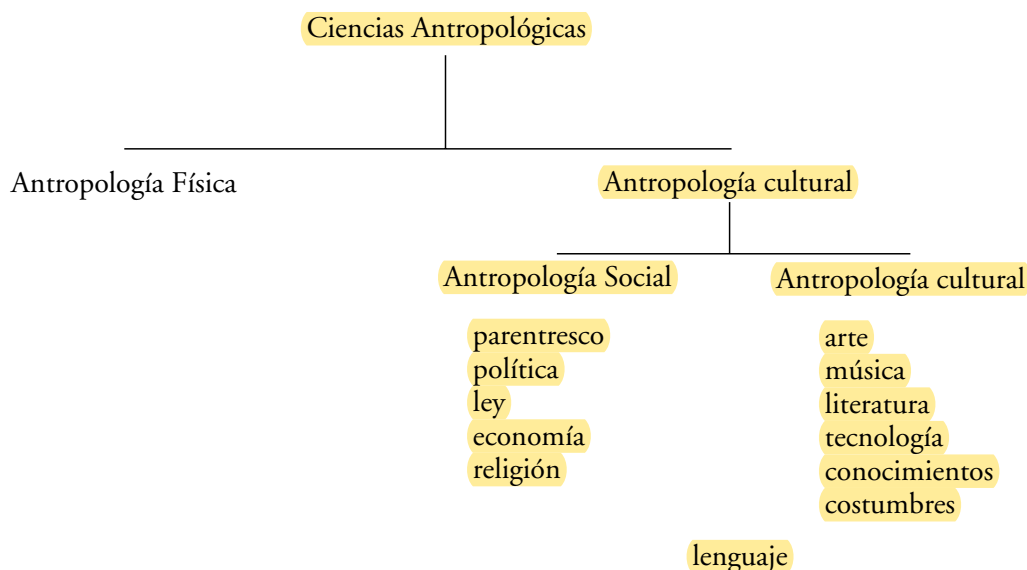 Ciencias Antropológicas
Antropología Física
Antropología cultural
Antropología Social
parentresco
política
ley
economía
religión
Antropología cultural
arte
música
literatura
tecnología
conocimientos
costumbres
lenguaje